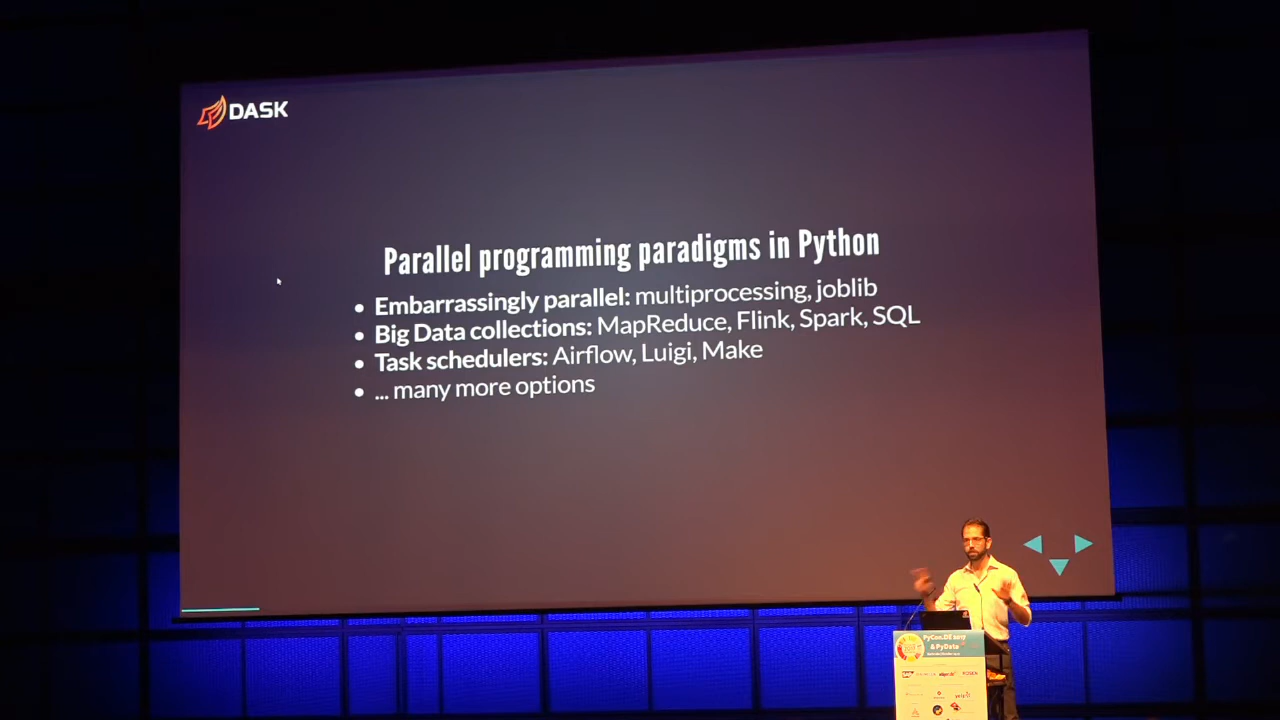 DASK
Parallel programming paradigms in Python
• Embarrassingly parallel: multiprocessing, joblib
• Big Data collections: MapReduce, Flink, Spark, SQL
• Task schedulers: Airflow, Luigi, Make
• ... many more options
PyCon.DE 2017
& PyData